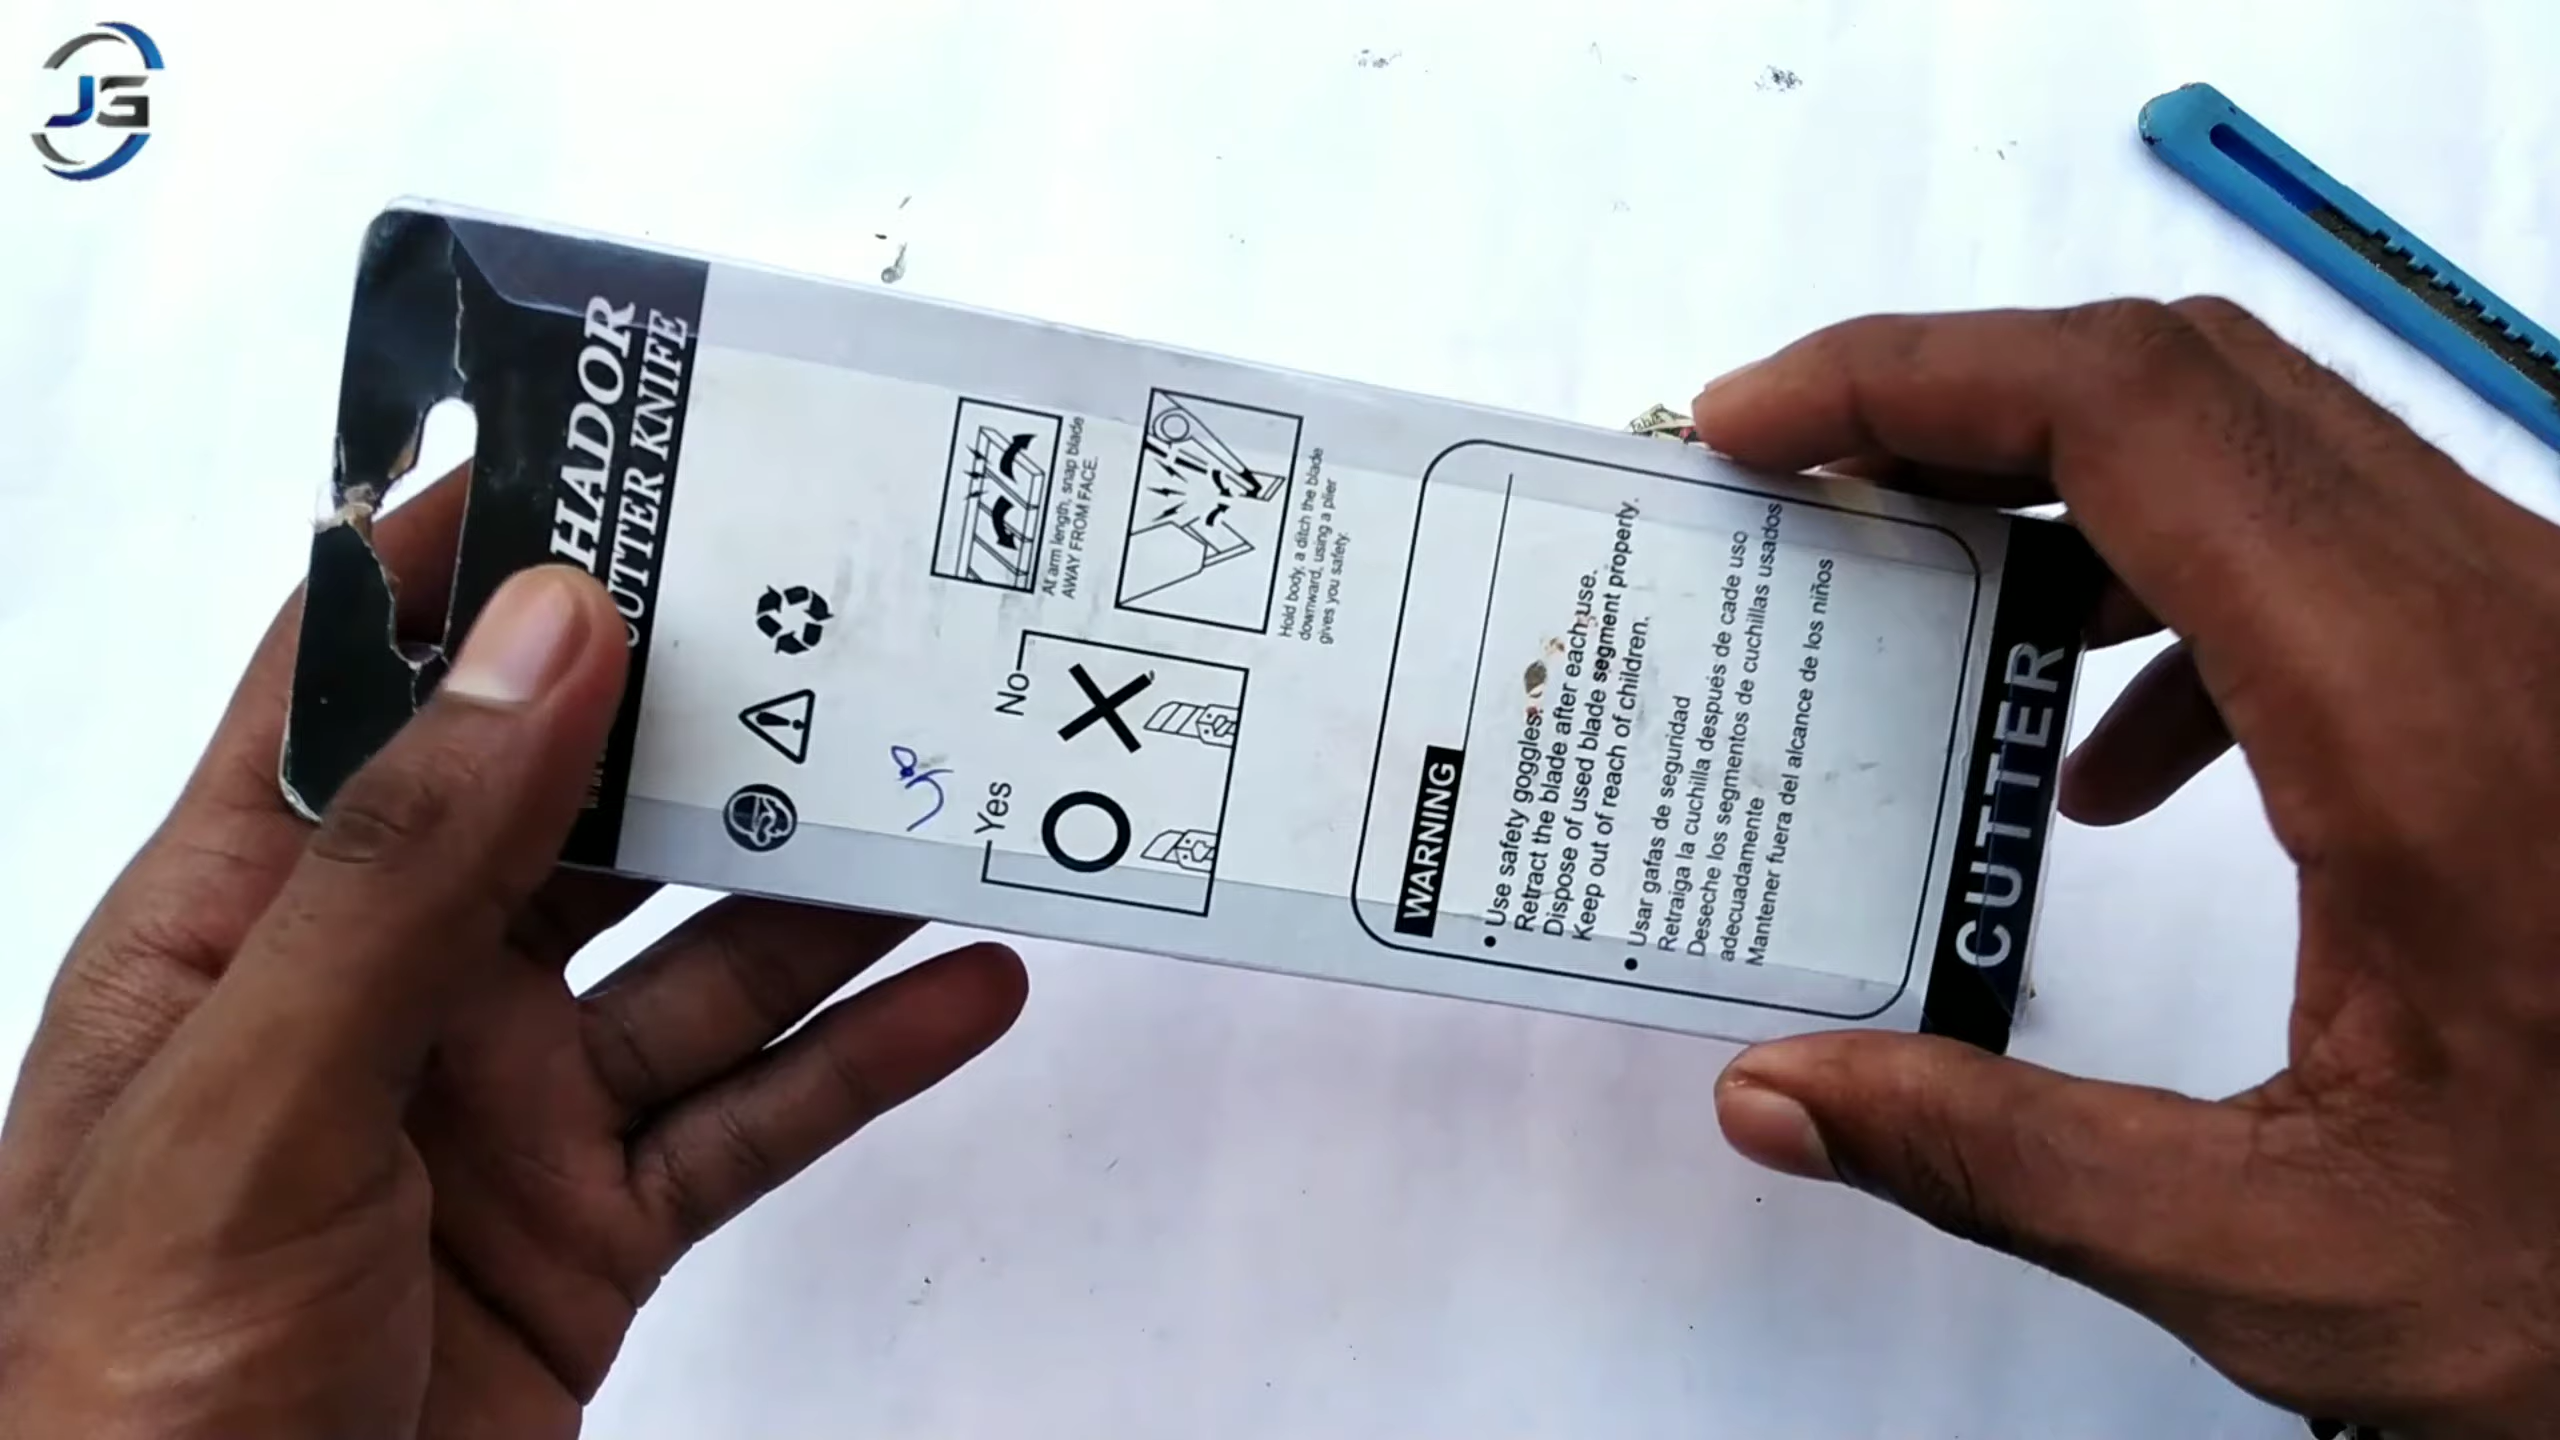 JG
HADOR
CUTTER KNIFE
At arm length, snap blade
AWAY FROM FACE.
Hold body, a ditch the blade
downward, using a plier
gives you safety.
Yes
No
WARNING
• Use safety goggles.
Retract the blade after each use.
Dispose of used blade segment properly.
Keep out of reach of children.
• Usar gafas de seguridad
Retraiga la cuchilla después de cade uso
Deseche los segmentos de cuchillas usados
adecuadamente
Mantener fuera del alcance de los niños
CUTTER